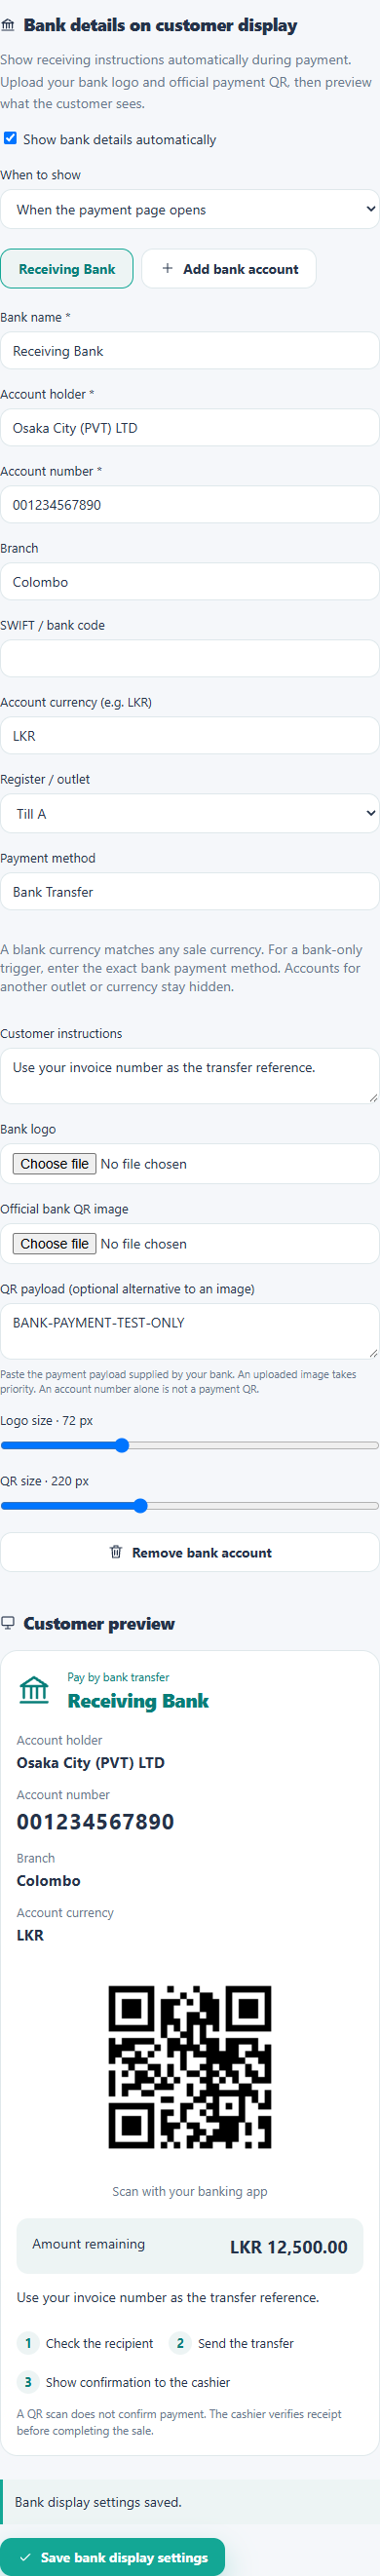 Bank details on customer display
Show receiving instructions automatically during payment.
Upload your bank logo and official payment QR, then preview
what the customer sees.
Show bank details automatically
When to show
When the payment page opens
Receiving Bank
Add bank account
Bank name *
Receiving Bank
Account holder *
Osaka City (PVT) LTD
Account number *
001234567890
Branch
Colombo
SWIFT / bank code
Account currency (e.g. LKR)
LKR
Register / outlet
Till A
Payment method
Bank Transfer
A blank currency matches any sale currency. For a bank-only
trigger, enter the exact bank payment method. Accounts for
another outlet or currency stay hidden.
Customer instructions
Use your invoice number as the transfer reference.
Bank logo
Choose file No file chosen
Official bank QR image
Choose file No file chosen
QR payload (optional alternative to an image)
BANK-PAYMENT-TEST-ONLY
Paste the payment payload supplied by your bank. An uploaded image takes
priority. An account number alone is not a payment QR.
Logo size · 72 px
QR size · 220 px
Remove bank account
Customer preview
Pay by bank transfer
Receiving Bank
Account holder
Osaka City (PVT) LTD
Account number
001234567890
Branch
Colombo
Account currency
LKR
Scan with your banking app
Amount remaining LKR 12,500.00
Use your invoice number as the transfer reference.
1 Check the recipient 2 Send the transfer
3 Show confirmation to the cashier
A QR scan does not confirm payment. The cashier verifies receipt
before completing the sale.
Bank display settings saved.
Save bank display settings